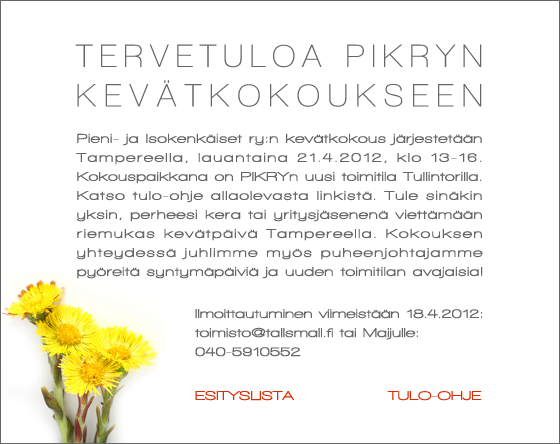 TERVETULOA PIKRYN
KEVÄTKOKOUKSEEN
Pieni- ja Isokenkäiset ry:n kevätkokous järjestetään
Tampereella, lauantaina 21.4.2012, klo 13-16.
Kokouspaikkana on PIKRYn uusi toimitila Tullintorilla.
Katso tulo-ohje allaolevasta linkistä. Tule sinäkin
yksin, perheesi kera tai yritysjäsenenä viettämään
riemukas kevätpäivä Tampereella. Kokouksen
yhteydessä juhlimme myös puheenjohtajamme
pyöreitä syntymäpäiviä ja uuden toimitilan avajaisia!
Ilmoittautuminen viimeistään 18.4.2012:
toimisto@tallsmall.fi tai Maijulle:
040-5910552
ESITYSLISTA TULO-OHJE